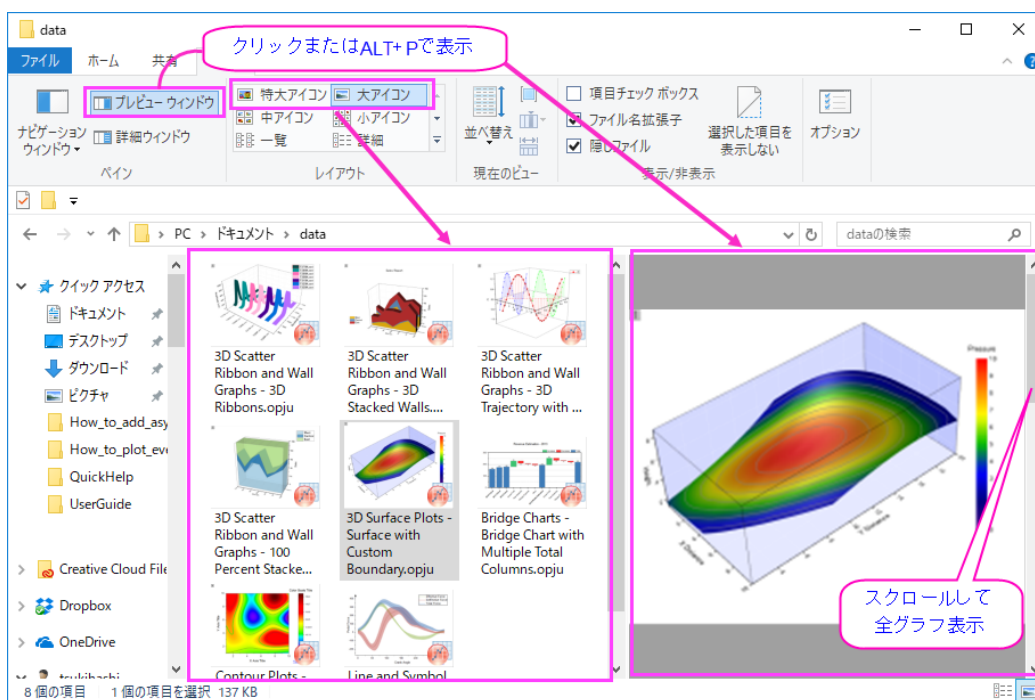 data
クリックまたはALT+Pで表示
ファイル ホーム 共有
プレビュー ウィンドウ
特大アイコン 大アイコン
項目チェック ボックス
中アイコン 小アイコン
ファイル名拡張子
ナビゲーション
ウィンドウ
詳細ウィンドウ
一覧 詳細
並べ替え
隠しファイル
選択した項目を
表示しない
オプション
ペイン レイアウト 現在のビュー 表示/非表示
PC ドキュメント data
dataの検索
クイック アクセス
ドキュメント
デスクトップ
ダウンロード
ピクチャ
How_to_add_asy
How_to_plot_eve
QuickHelp
UserGuide
Creative Cloud File
Dropbox
OneDrive
tsukihashi
3D Scatter
Ribbon and Wall
Graphs - 3D
Ribbons.opju
3D Scatter
Ribbon and Wall
Graphs - 3D
Stacked Walls....
3D Scatter
Ribbon and Wall
Graphs - 3D
Trajectory with ...
3D Scatter
Ribbon and Wall
Graphs - 100
Percent Stacke...
3D Surface Plots -
Surface with
Custom
Boundary.opju
Bridge Charts -
Bridge Chart with
Multiple Total
Columns.opju
Contour Plots -
Line and Symbol
Pressure
X Distance
Y Distance
スクロールして
全グラフ表示
8 個の項目 1 個の項目を選択 137 KB